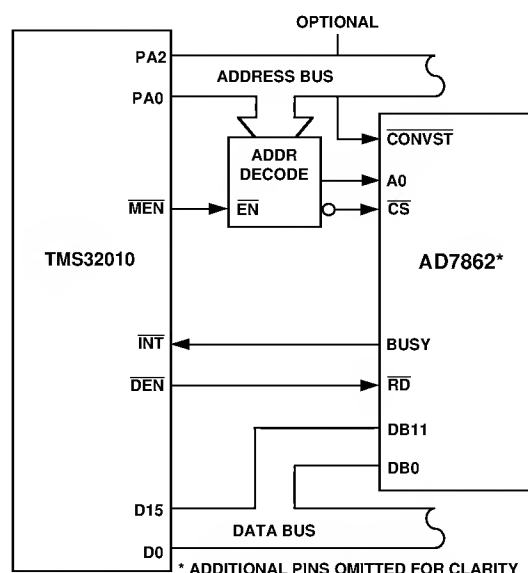 OPTIONAL
PA2
ADDRESS BUS
PA0
CONVST
ADDR
DECODE
A0
MEN
EN
CS
TMS32010
AD7862*
INT
BUSY
DEN
RD
DB11
DB0
D15
DATA BUS
D0
* ADDITIONAL PINS OMITTED FOR CLARITY